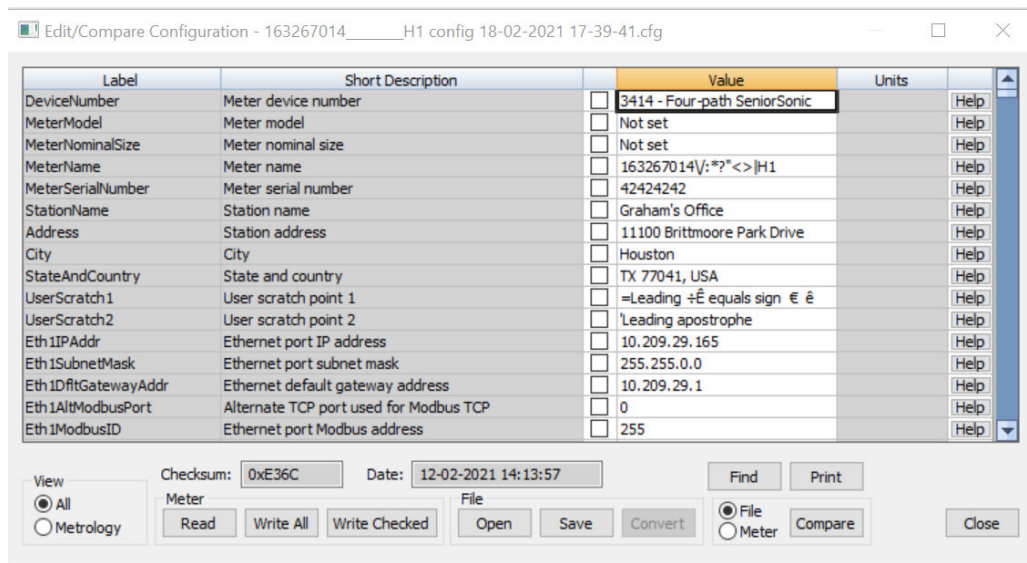 Edit/Compare Configuration - 163267014_______H1 config 18-02-2021 17-39-41.cfg
Label Short Description Value Units
DeviceNumber Meter device number 3414 - Four-path SeniorSonic Help
MeterModel Meter model Not set Help
MeterNominalSize Meter nominal size Not set Help
MeterName Meter name 163267014\/:*?"<>|H1 Help
MeterSerialNumber Meter serial number 42424242 Help
StationName Station name Graham's Office Help
Address Station address 11100 Brittmoore Park Drive Help
City City Houston Help
StateAndCountry State and country TX 77041, USA Help
UserScratch1 User scratch point 1 =Leading ÷Ê equals sign € ê Help
UserScratch2 User scratch point 2 'Leading apostrophe Help
Eth1IPAddr Ethernet port IP address 10.209.29.165 Help
Eth1SubnetMask Ethernet port subnet mask 255.255.0.0 Help
Eth1DfltGatewayAddr Ethernet default gateway address 10.209.29.1 Help
Eth1AltModbusPort Alternate TCP port used for Modbus TCP 0 Help
Eth1ModbusID Ethernet port Modbus address 255 Help
View Checksum: 0xE36C Date: 12-02-2021 14:13:57 Find Print
All Meter File File
Metrology Read Write All Write Checked Open Save Convert Meter Compare Close